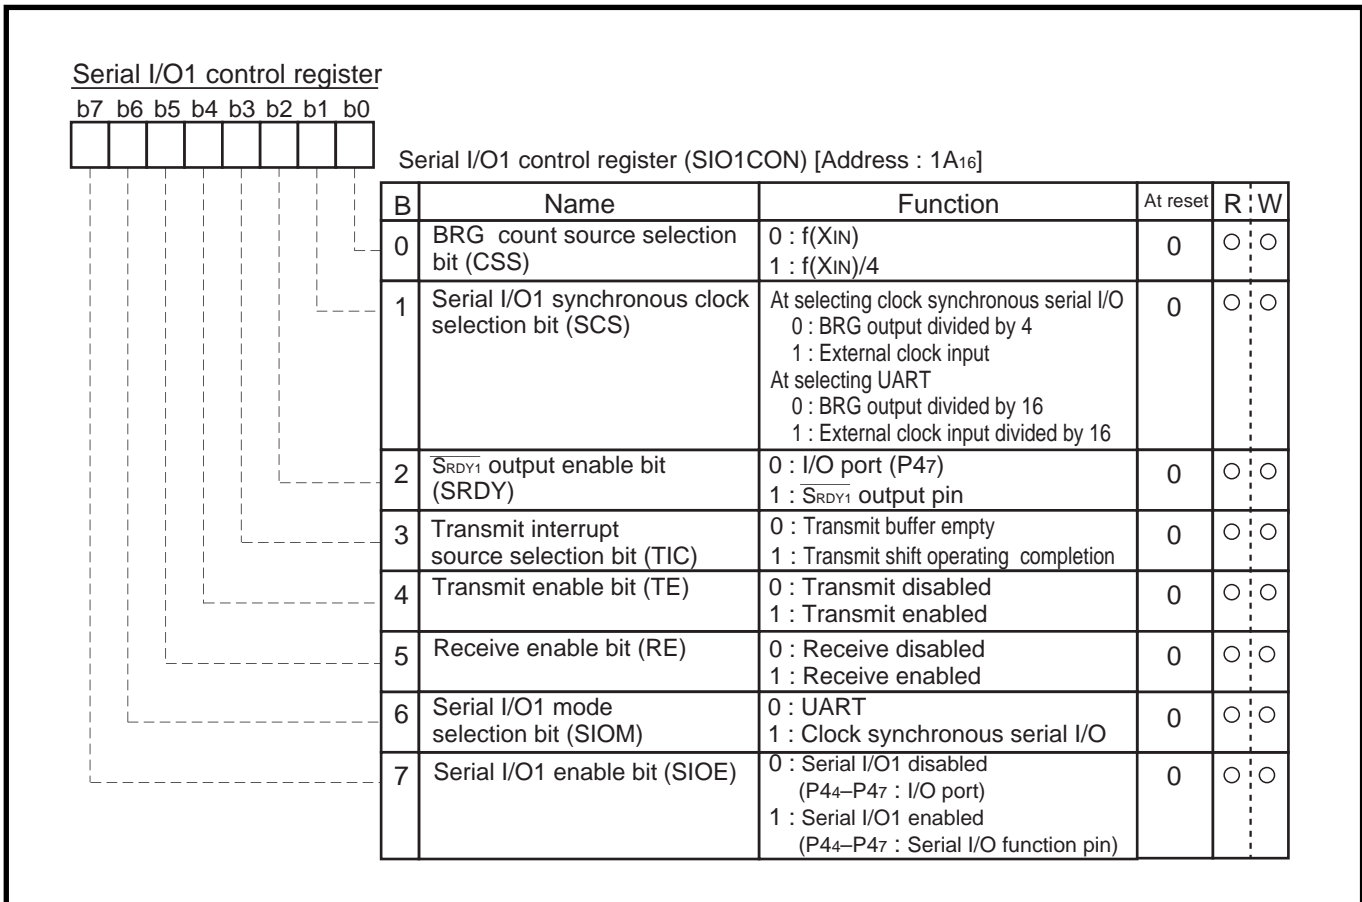 Serial I/O1 control register
b7 b6 b5 b4 b3 b2 b1 b0
Serial I/O1 control register (SIO1CON) [Address : 1A16]
B Name Function At reset R W
0 BRG count source selection bit (CSS)
0 : f(XIN)
1 : f(XIN)/4
0 ○ ○
1 Serial I/O1 synchronous clock selection bit (SCS)
At selecting clock synchronous serial I/O
0 : BRG output divided by 4
1 : External clock input
At selecting UART
0 : BRG output divided by 16
1 : External clock input divided by 16
0 ○ ○
2 SRDY1 output enable bit (SRDY)
0 : I/O port (P47)
1 : SRDY1 output pin
0 ○ ○
3 Transmit interrupt source selection bit (TIC)
0 : Transmit buffer empty
1 : Transmit shift operating completion
0 ○ ○
4 Transmit enable bit (TE)
0 : Transmit disabled
1 : Transmit enabled
0 ○ ○
5 Receive enable bit (RE)
0 : Receive disabled
1 : Receive enabled
0 ○ ○
6 Serial I/O1 mode selection bit (SIOM)
0 : UART
1 : Clock synchronous serial I/O
0 ○ ○
7 Serial I/O1 enable bit (SIOE)
0 : Serial I/O1 disabled
(P44–P47 : I/O port)
1 : Serial I/O1 enabled
(P44–P47 : Serial I/O function pin)
0 ○ ○